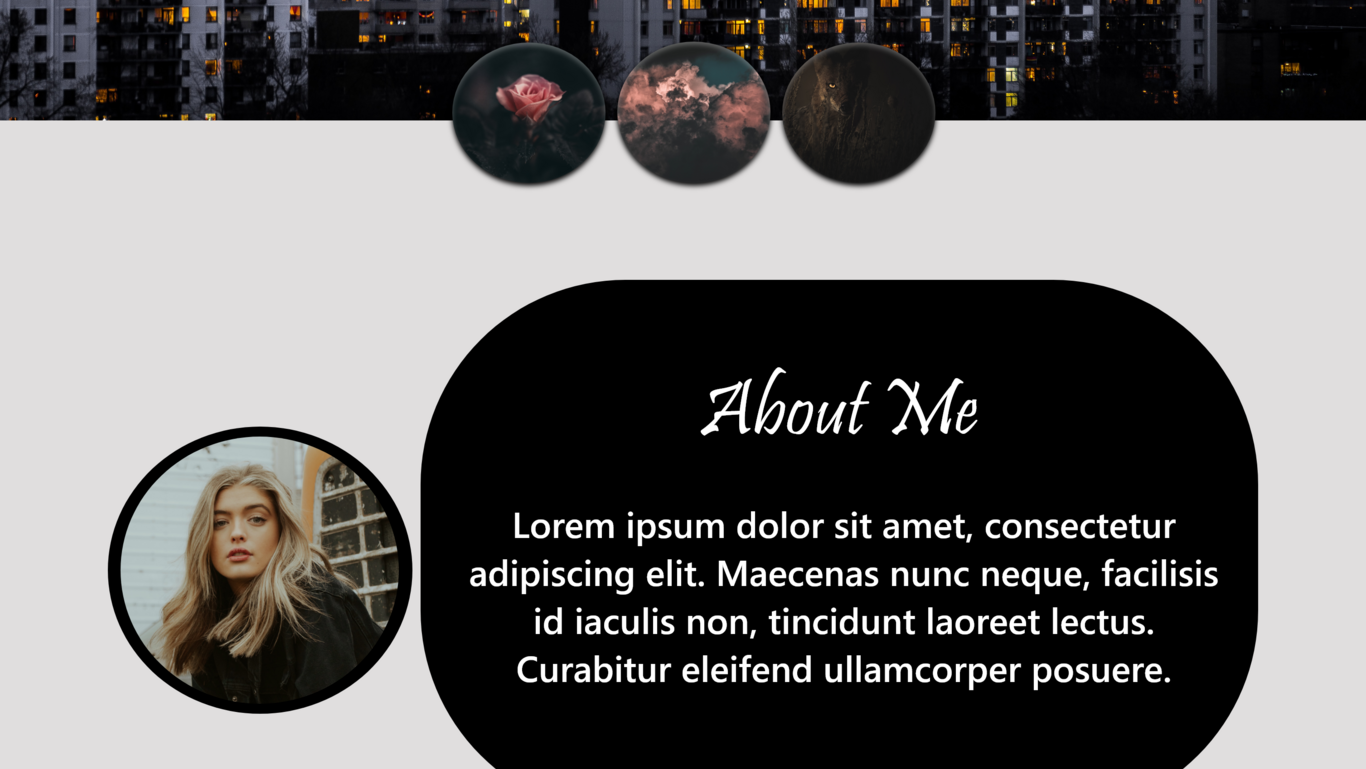 About Me
Lorem ipsum dolor sit amet, consectetur
adipiscing elit. Maecenas nunc neque, facilisis
id iaculis non, tincidunt laoreet lectus.
Curabitur eleifend ullamcorper posuere.